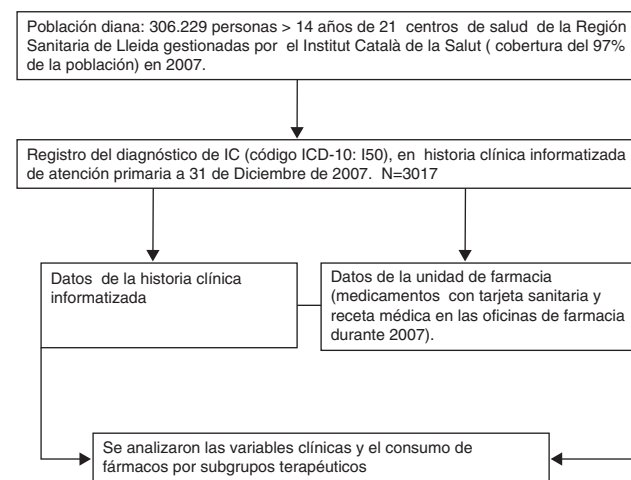 Población diana: 306.229 personas > 14 años de 21 centros de salud de la Región
Sanitaria de Lleida gestionadas por el Institut Català de la Salut ( cobertura del 97%
de la población) en 2007.
Registro del diagnóstico de IC (código ICD-10: I50), en historia clínica informatizada
de atención primaria a 31 de Diciembre de 2007. N=3017
Datos de la historia clínica
informatizada
Datos de la unidad de farmacia
(medicamentos con tarjeta sanitaria y
receta médica en las oficinas de farmacia
durante 2007).
Se analizaron las variables clínicas y el consumo de
fármacos por subgrupos terapéuticos